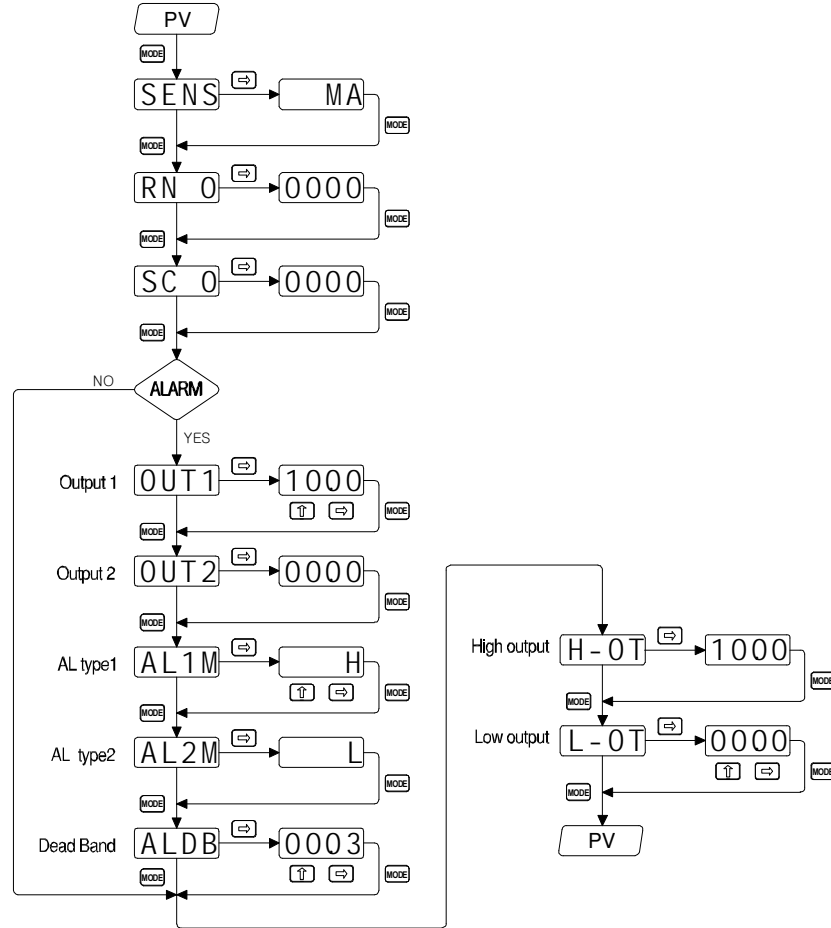 PV
MODE
SENS MA
MODE
MODE
RN 0 0000
MODE
MODE
SC 0 0000
MODE
MODE
ALARM
NO
YES
Output 1 OUT1 1000
MODE
MODE
Output 2 OUT2 0000
MODE
MODE
AL type1 AL1M H
MODE
MODE
AL type2 AL2M L
MODE
MODE
Dead Band ALDB 0003
MODE
MODE
High output H-OT 1000
MODE
MODE
Low output L-OT 0000
MODE
MODE
PV